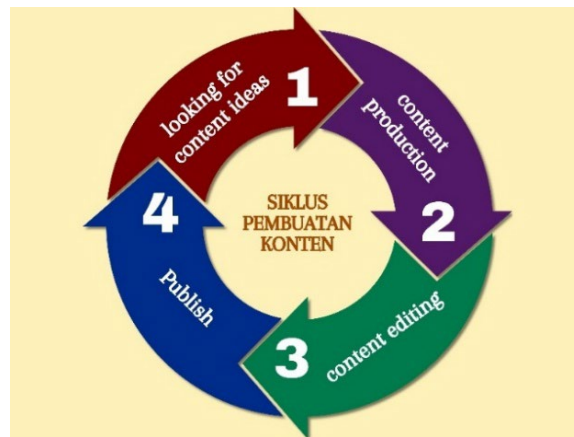 looking for
content ideas
1
content
production
2
content editing
3
Publish
4
SIKLUS
PEMBUATAN
KONTEN